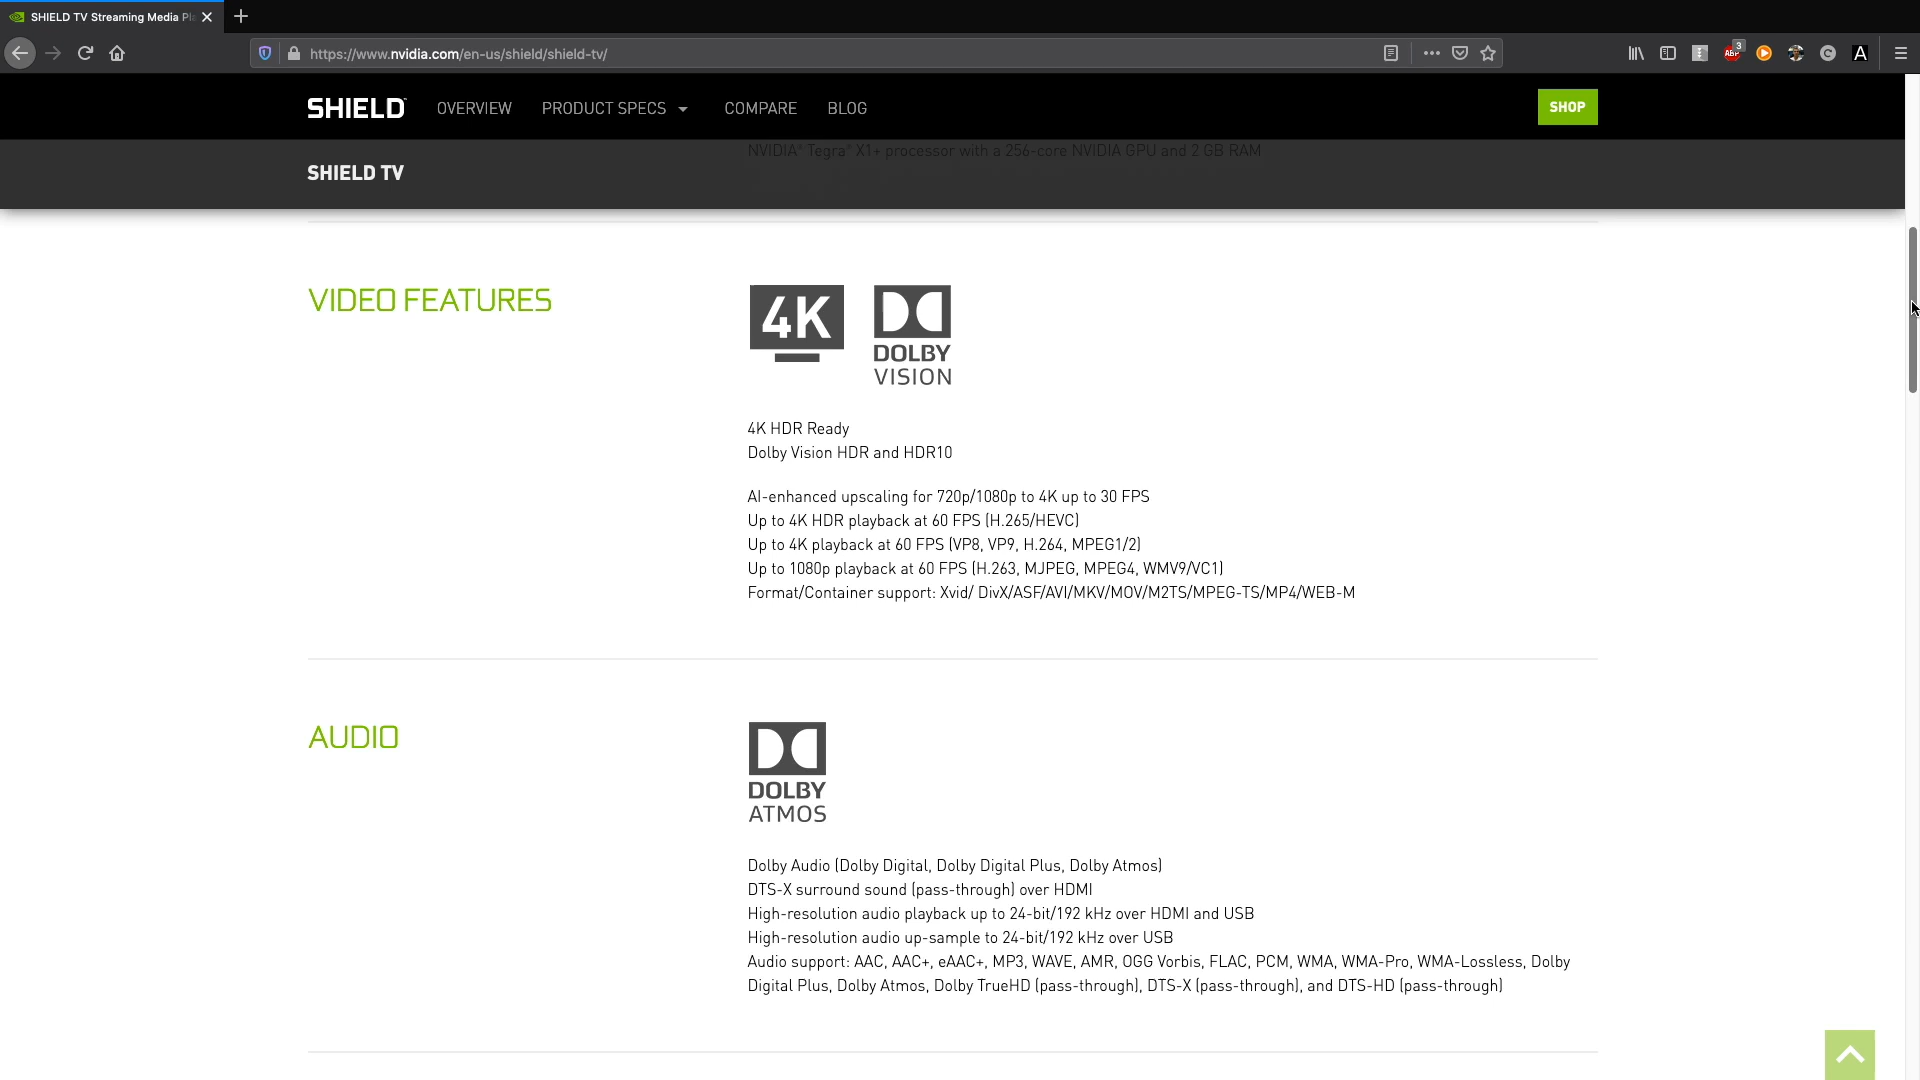 SHIELD TV Streaming Media Pl
https://www.nvidia.com/en-us/shield/shield-tv/
ABP
3
C
A
SHIELD OVERVIEW PRODUCT SPECS COMPARE BLOG SHOP
NVIDIA® Tegra® X1+ processor with a 256-core NVIDIA GPU and 2 GB RAM
SHIELD TV
VIDEO FEATURES
4K
DOLBY
VISION
4K HDR Ready
Dolby Vision HDR and HDR10
AI-enhanced upscaling for 720p/1080p to 4K up to 30 FPS
Up to 4K HDR playback at 60 FPS (H.265/HEVC)
Up to 4K playback at 60 FPS (VP8, VP9, H.264, MPEG1/2)
Up to 1080p playback at 60 FPS (H.263, MJPEG, MPEG4, WMV9/VC1)
Format/Container support: Xvid/ DivX/ASF/AVI/MKV/MOV/M2TS/MPEG-TS/MP4/WEB-M
AUDIO
DOLBY
ATMOS
Dolby Audio (Dolby Digital, Dolby Digital Plus, Dolby Atmos)
DTS-X surround sound (pass-through) over HDMI
High-resolution audio playback up to 24-bit/192 kHz over HDMI and USB
High-resolution audio up-sample to 24-bit/192 kHz over USB
Audio support: AAC, AAC+, eAAC+, MP3, WAVE, AMR, OGG Vorbis, FLAC, PCM, WMA, WMA-Pro, WMA-Lossless, Dolby
Digital Plus, Dolby Atmos, Dolby TrueHD (pass-through), DTS-X (pass-through), and DTS-HD (pass-through)